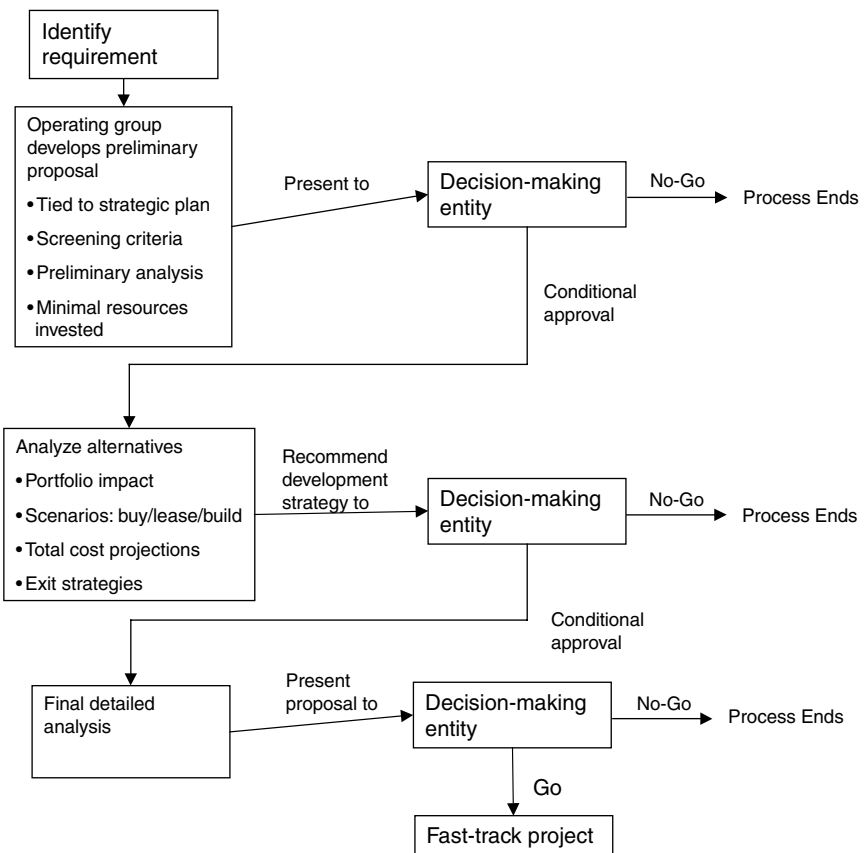 Identify
requirement
Operating group
develops preliminary
proposal
•Tied to strategic plan
•Screening criteria
•Preliminary analysis
•Minimal resources
invested
Present to
Decision-making
entity
No-Go
Process Ends
Conditional
approval
Analyze alternatives
•Portfolio impact
•Scenarios: buy/lease/build
•Total cost projections
•Exit strategies
Recommend
development
strategy to
Decision-making
entity
No-Go
Process Ends
Conditional
approval
Final detailed
analysis
Present
proposal to
Decision-making
entity
No-Go
Process Ends
Go
Fast-track project